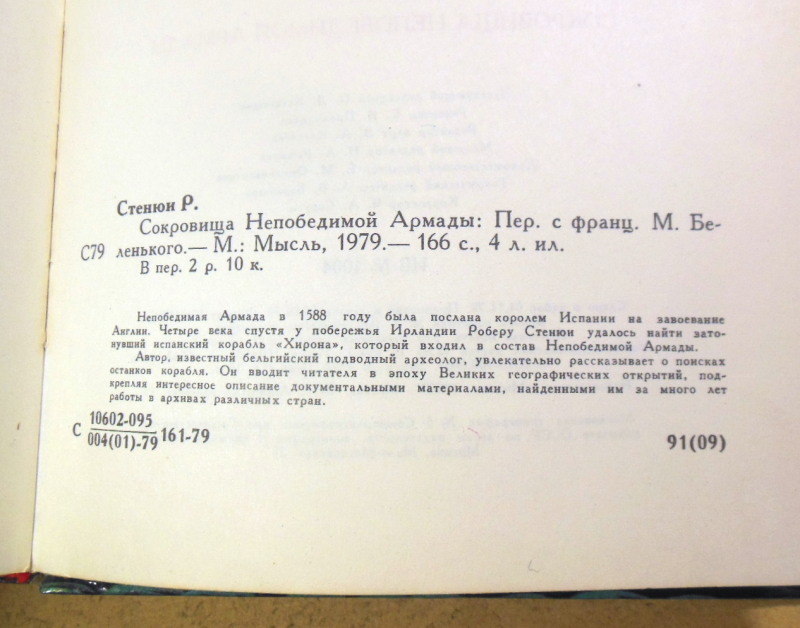 Стенюи Р.
Сокровища Непобедимой Армады: Пер. с франц. М. Бе-
С79 ленького.— М.: Мысль, 1979.— 166 с., 4 л. ил.
В пер. 2 р. 10 к.
Непобедимая Армада в 1588 году была послана королем Испании на завоевание
Англии. Четыре века спустя у побережья Ирландии Роберу Стенюи удалось найти зато-
нувший испанский корабль «Хирона», который входил в состав Непобедимой Армады.
Автор, известный бельгийский подводный археолог, увлекательно рассказывает о поисках
останков корабля. Он вводит читателя в эпоху Великих географических открытий, под-
крепляя интересное описание документальными материалами, найденными им за много лет
работы в архивах различных стран.
10602-095
С 161-79
004(01)-79
91(09)